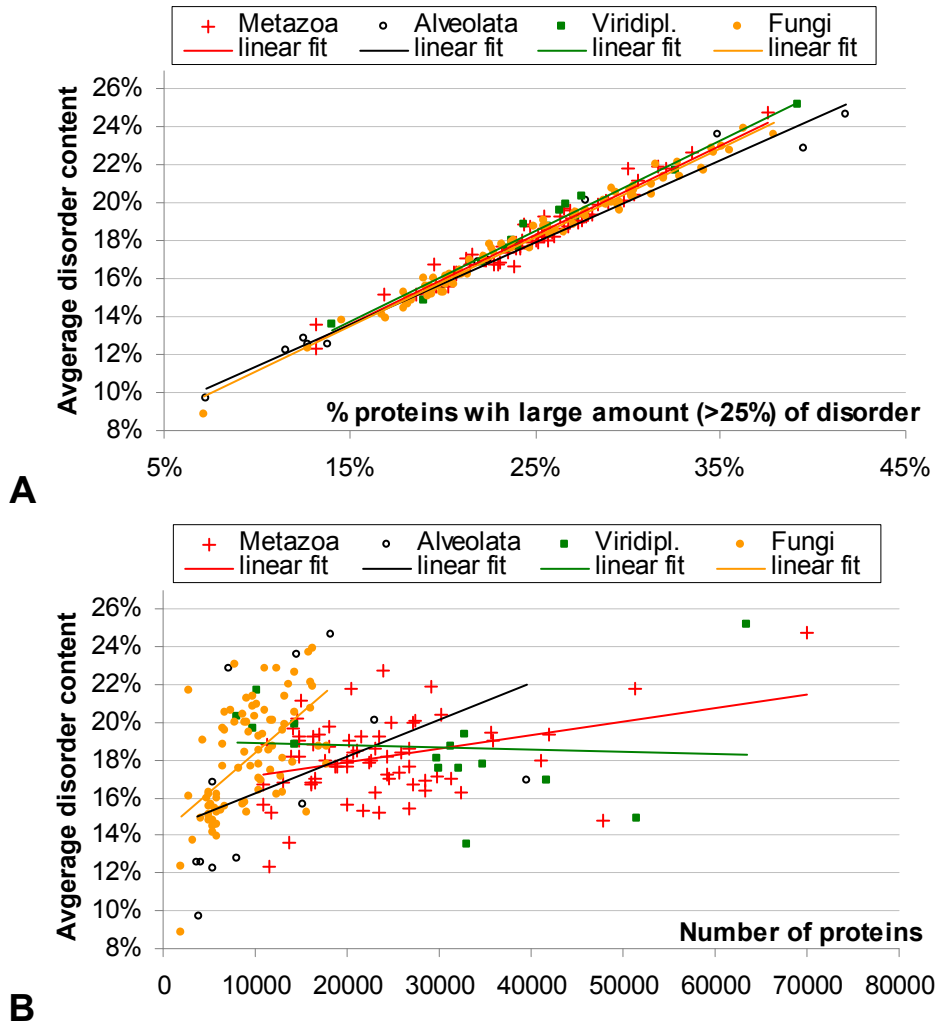 Metazoa Alveolata Viridipl. Fungi
linear fit linear fit linear fit linear fit
26%
24%
22%
20%
18%
16%
14%
12%
10%
8%
Avgerage disorder content
% proteins wih large amount (>25%) of disorder
5% 15% 25% 35% 45%
A
Metazoa Alveolata Viridipl. Fungi
linear fit linear fit linear fit linear fit
26%
24%
22%
20%
18%
16%
14%
12%
10%
8%
Avgerage disorder content
Number of proteins
0 10000 20000 30000 40000 50000 60000 70000 80000
B